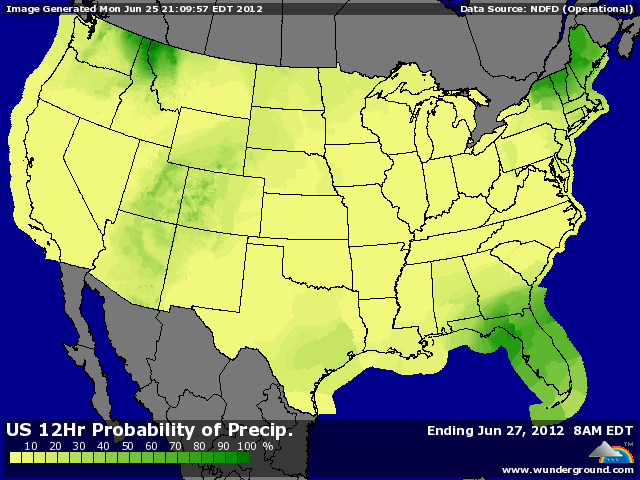 Image Generated Mon Jun 25 21:09:57 EDT 2012 Data Source: NDFD (Operational)
US 12Hr Probability of Precip. Ending Jun 27, 2012 8AM EDT
10 20 30 40 50 60 70 80 90 100 %
TM
www.wunderground.com